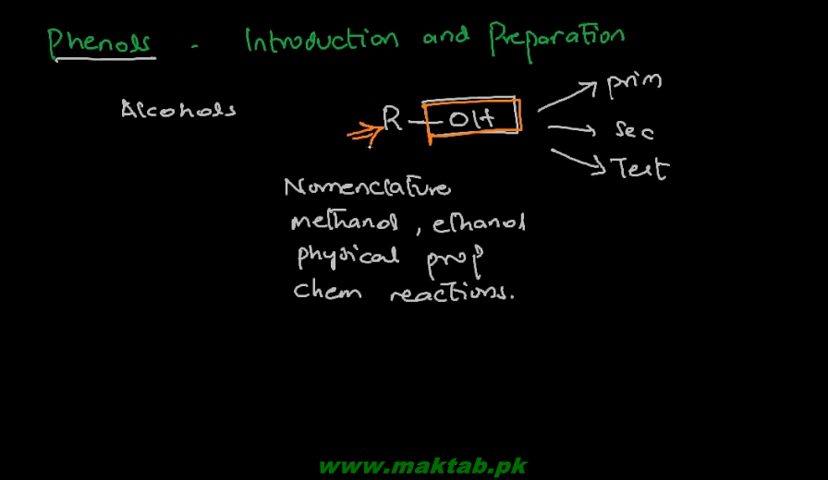 Phenols - Introduction and Preparation
Alcohols R-OH prim
sec
Tert
Nomenclature
methanol, ethanol
physical prop
chem reactions.
www.maktab.pk